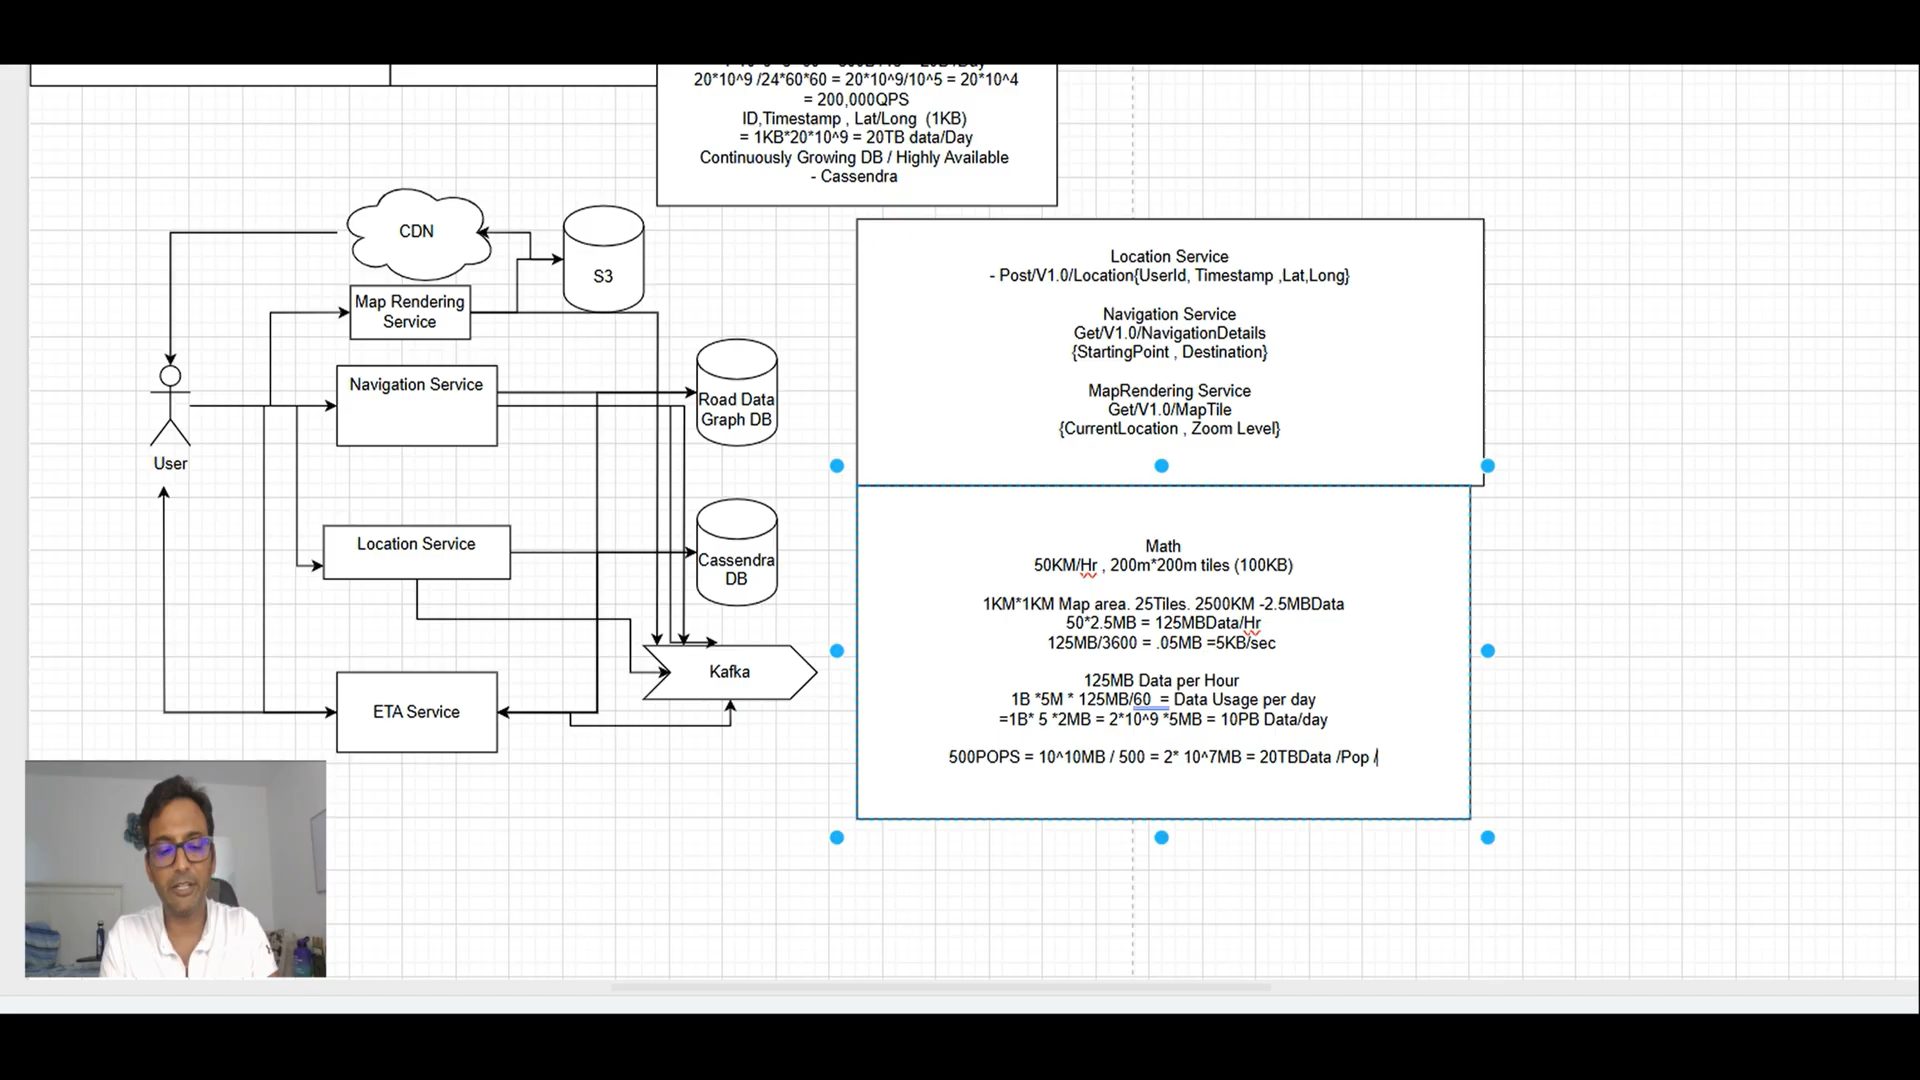 20*10^9 /24*60*60 = 20*10^9/10^5 = 20*10^4
= 200,000QPS
ID,Timestamp , Lat/Long (1KB)
= 1KB*20*10^9 = 20TB data/Day
Continuously Growing DB / Highly Available
- Cassendra
CDN
S3
Map Rendering
Service
Navigation Service
Road Data
Graph DB
User
Location Service
Cassendra
DB
Kafka
ETA Service
Location Service
- Post/V1.0/Location{UserId, Timestamp ,Lat,Long}
Navigation Service
Get/V1.0/NavigationDetails
{StartingPoint , Destination}
MapRendering Service
Get/V1.0/MapTile
{CurrentLocation , Zoom Level}
Math
50KM/Hr , 200m*200m tiles (100KB)
1KM*1KM Map area. 25Tiles. 2500KM -2.5MBData
50*2.5MB = 125MBData/Hr
125MB/3600 = .05MB =5KB/sec
125MB Data per Hour
1B *5M * 125MB/60 = Data Usage per day
=1B* 5 *2MB = 2*10^9 *5MB = 10PB Data/day
500POPS = 10^10MB / 500 = 2* 10^7MB = 20TBData /Pop /